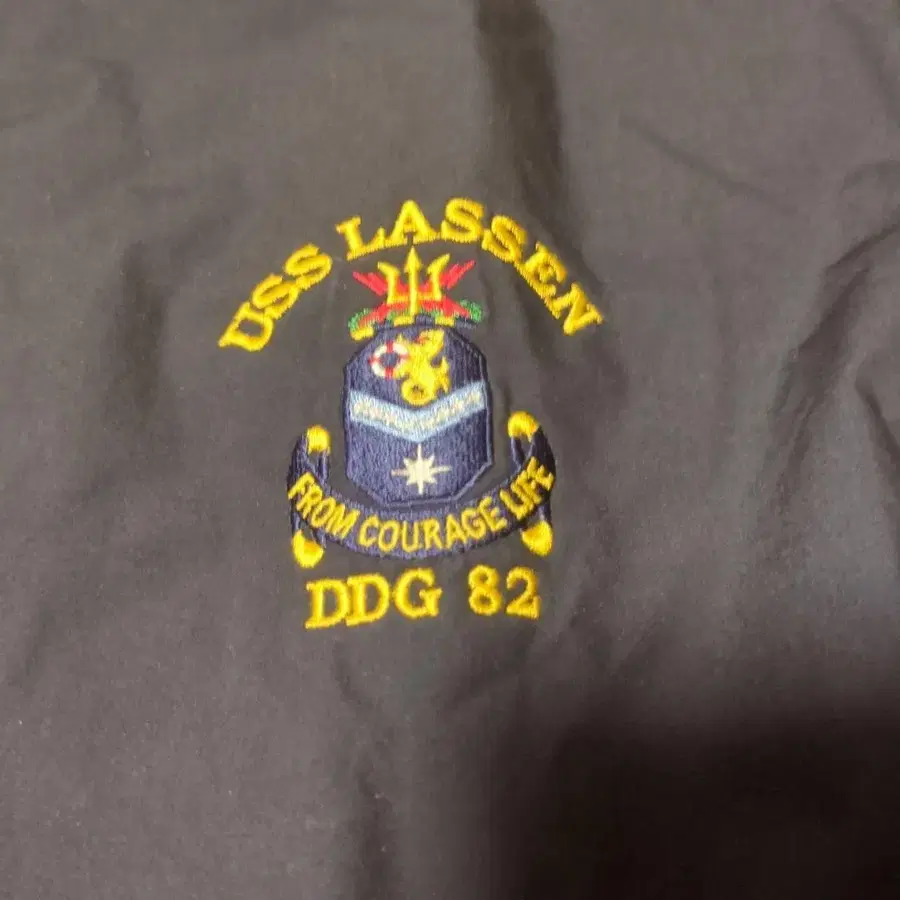 USS LASSEN
FROM COURAGE LIFE
DDG 82